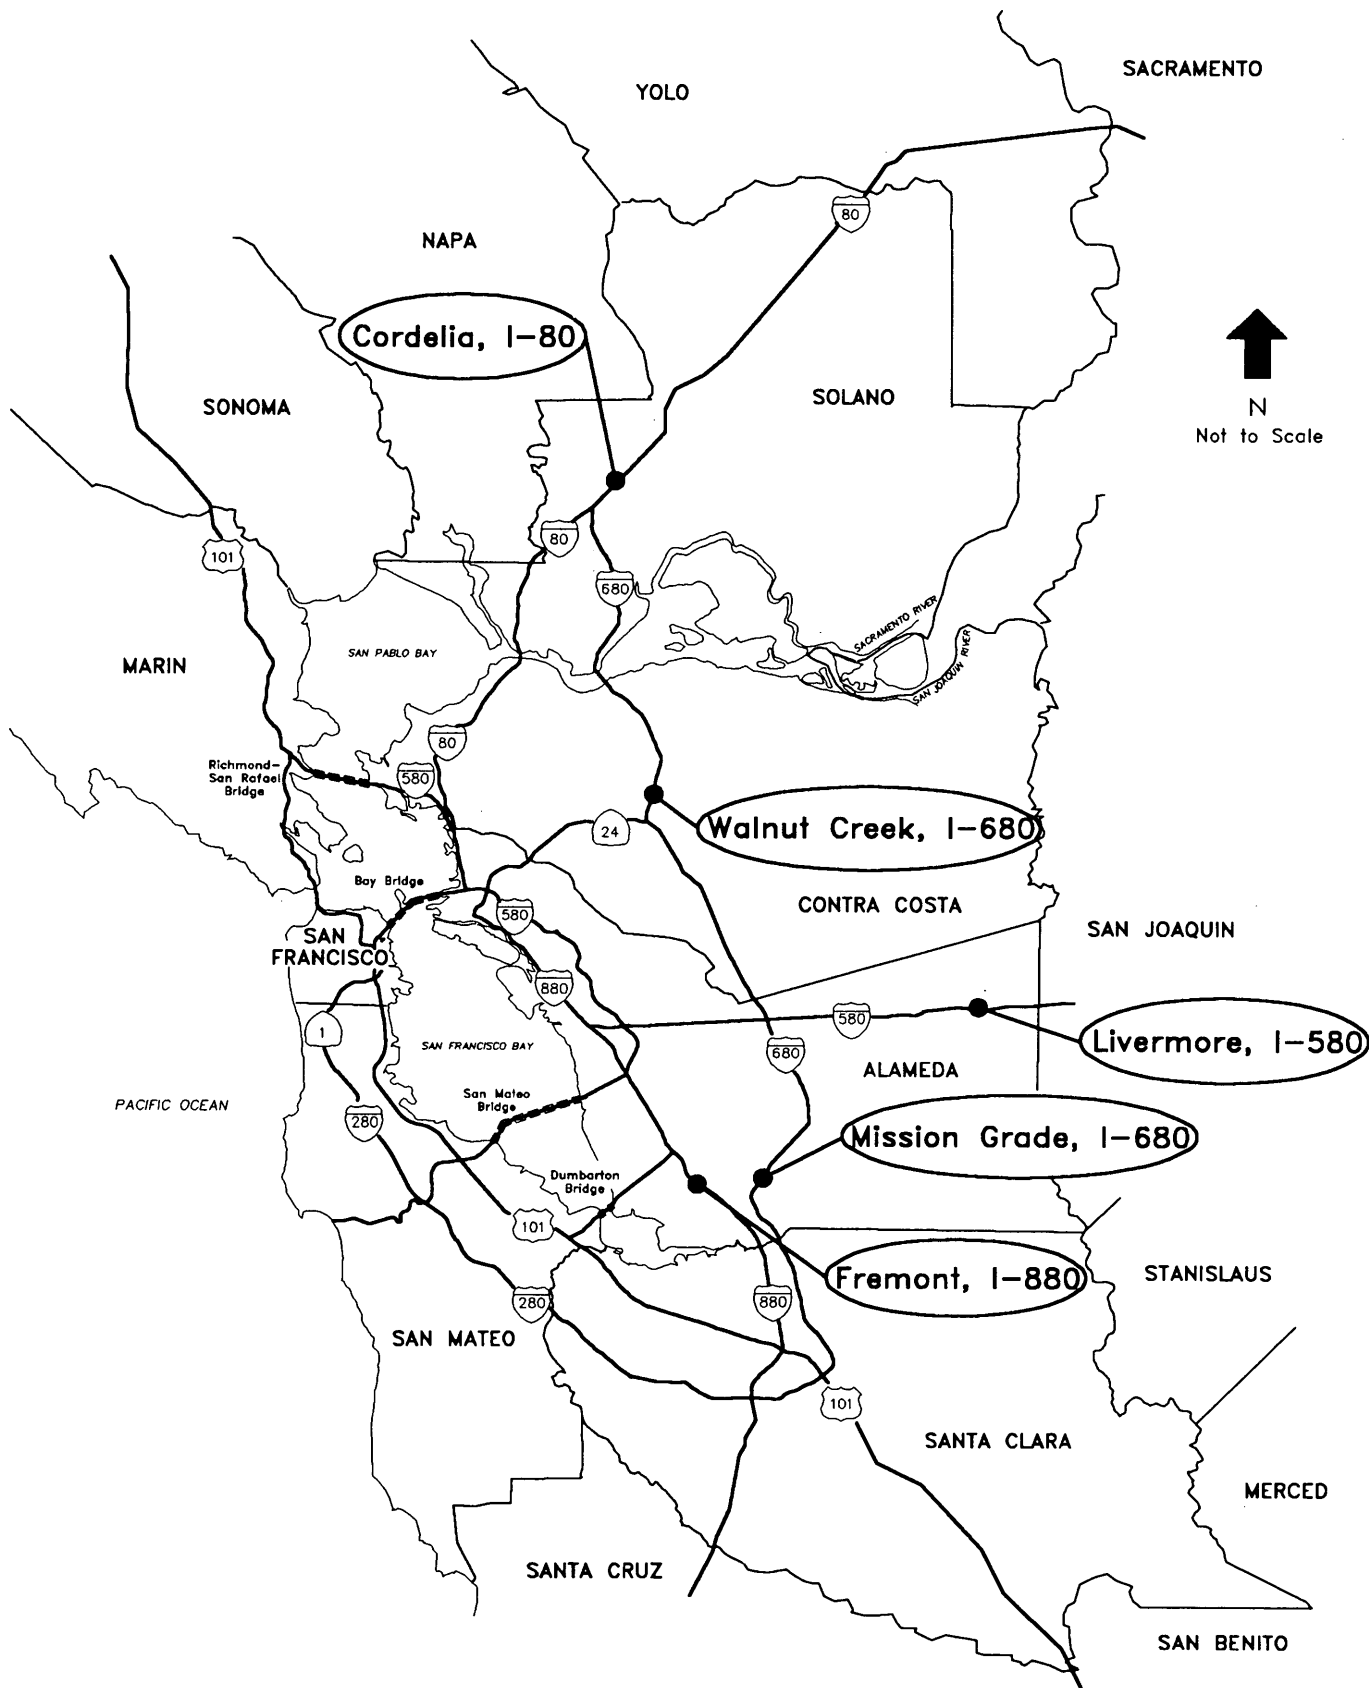 SACRAMENTO
YOLO
80
NAPA
Cordelia, I-80
SOLANO
SONOMA
N
Not to Scale
80
101
680
SACRAMENTO RIVER
SAN JOAQUIN RIVER
SAN PABLO BAY
MARIN
80
Richmond-
San Rafael
Bridge
580
24
Walnut Creek, I-680
Bay Bridge
CONTRA COSTA
580
SAN
FRANCISCO
SAN JOAQUIN
880
580
1
SAN FRANCISCO BAY
680
Livermore, I-580
ALAMEDA
San Mateo
Bridge
PACIFIC OCEAN
280
Mission Grade, I-680
Dumbarton
Bridge
101
Fremont, I-880
STANISLAUS
280
880
SAN MATEO
101
SANTA CLARA
MERCED
SANTA CRUZ
SAN BENITO